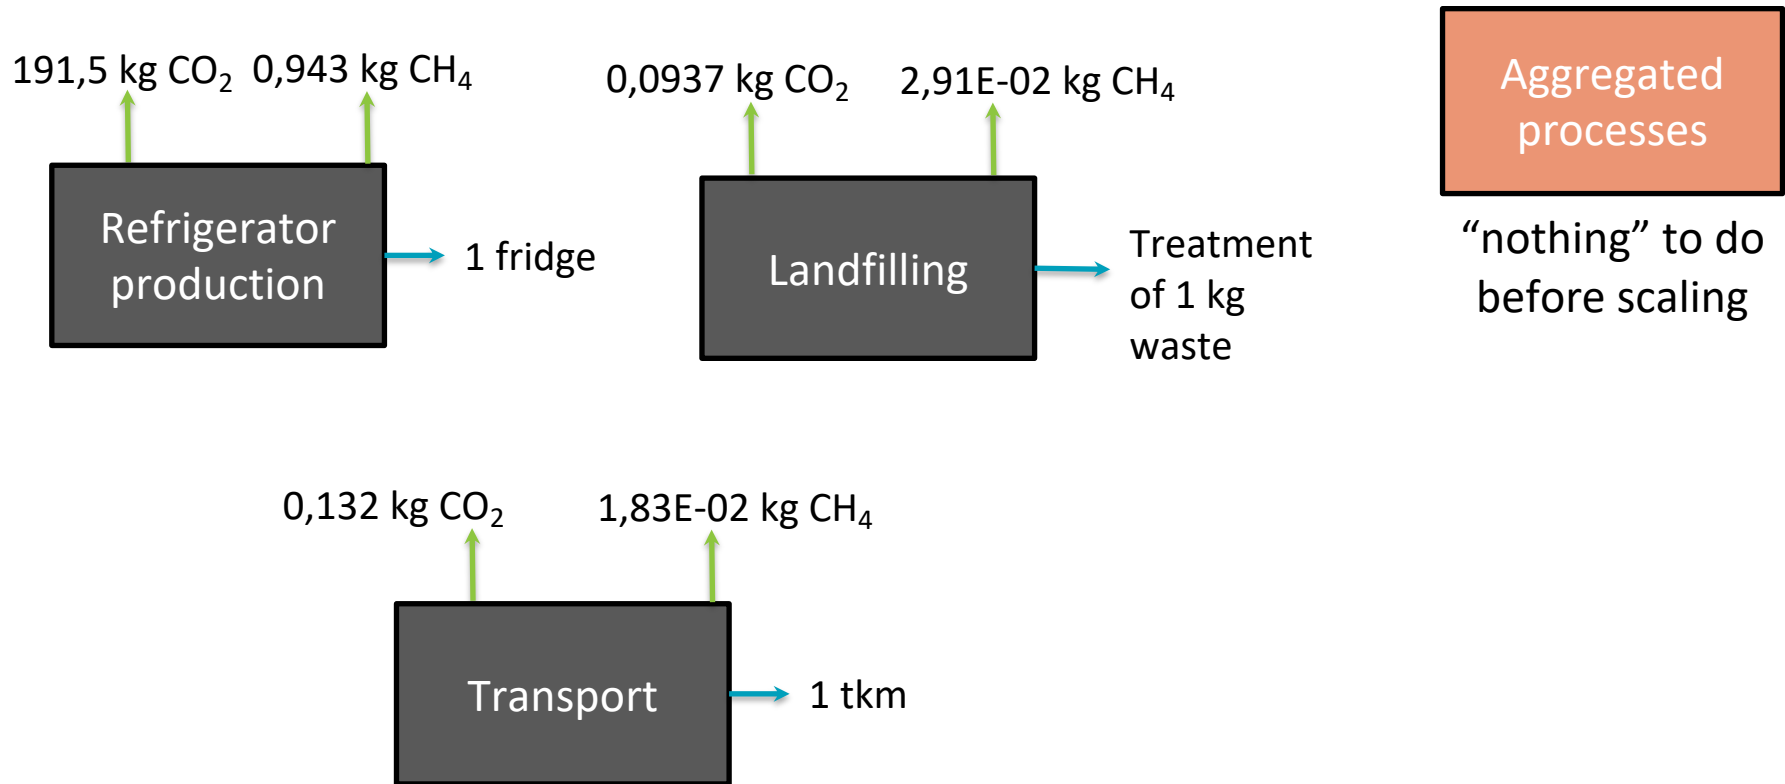 191,5 kg CO₂ 0,943 kg CH₄
Refrigerator
production
1 fridge
0,0937 kg CO₂ 2,91E-02 kg CH₄
Landfilling
Treatment
of 1 kg
waste
Aggregated
processes
“nothing” to do
before scaling
0,132 kg CO₂ 1,83E-02 kg CH₄
Transport
1 tkm